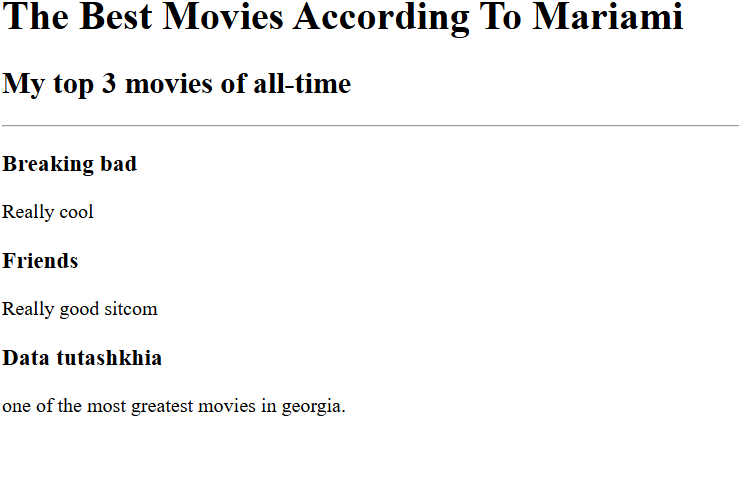 The Best Movies According To Mariami
My top 3 movies of all-time
Breaking bad
Really cool
Friends
Really good sitcom
Data tutashkhia
one of the most greatest movies in georgia.